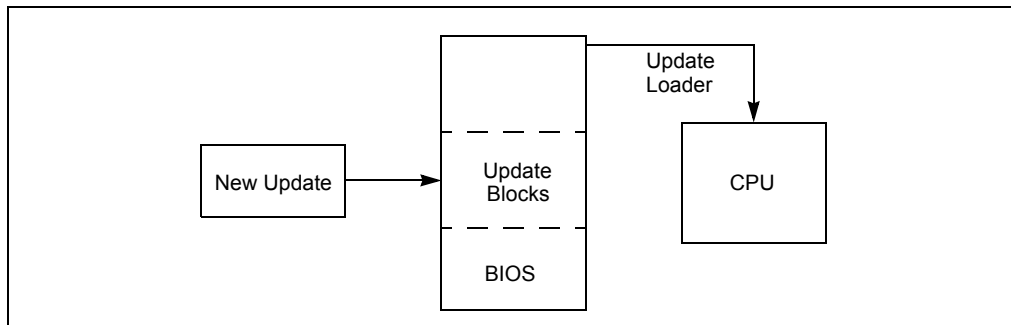 Update
Loader
New Update
Update
Blocks
CPU
BIOS